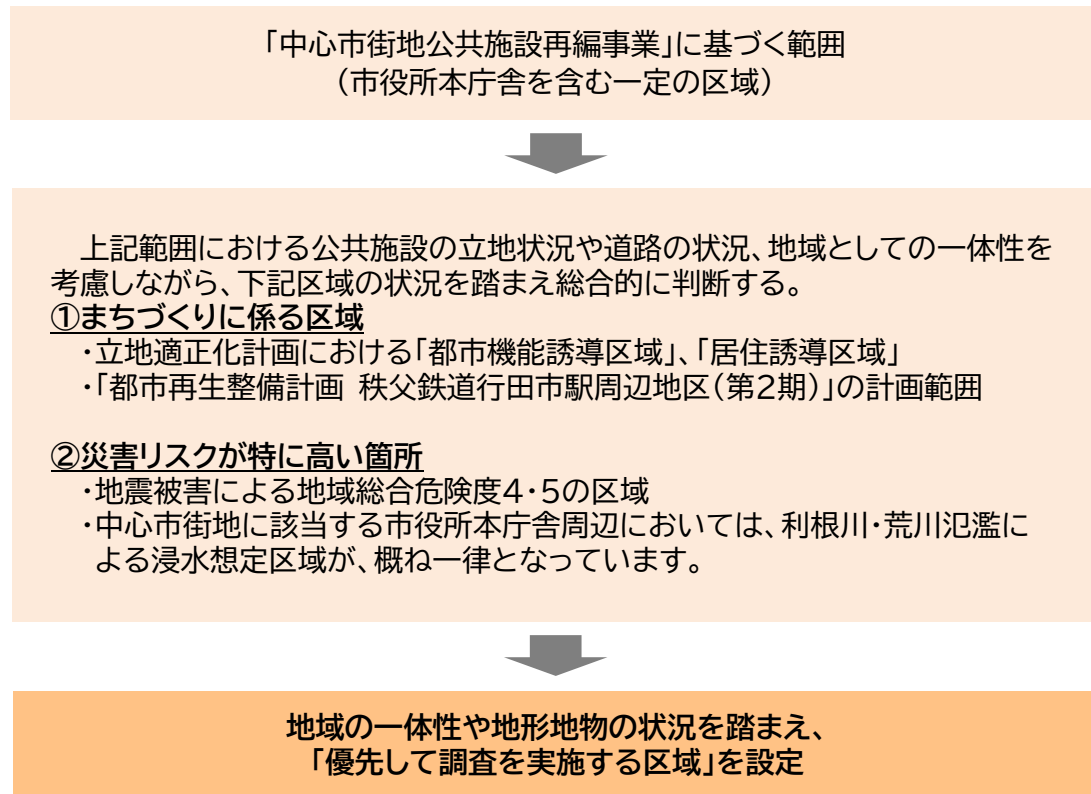 「中心市街地公共施設再編事業」に基づく範囲
（市役所本庁舎を含む一定の区域）
上記範囲における公共施設の立地状況や道路の状況、地域としての一体性を
考慮しながら、下記区域の状況を踏まえ総合的に判断する。
①まちづくりに係る区域
・立地適正化計画における「都市機能誘導区域」、「居住誘導区域」
・「都市再生整備計画 秩父鉄道行田市駅周辺地区（第２期）」の計画範囲
②災害リスクが特に高い箇所
・地震被害による地域総合危険度４・５の区域
・中心市街地に該当する市役所本庁舎周辺においては、利根川・荒川氾濫に
よる浸水想定区域が、概ね一律となっています。
地域の一体性や地形地物の状況を踏まえ、
「優先して調査を実施する区域」を設定